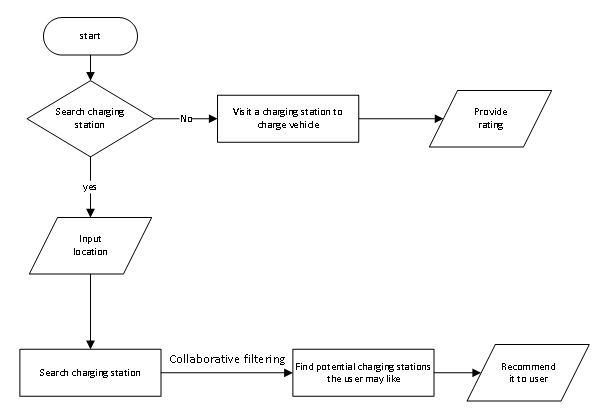 start
Search charging
station
No
Visit a charging station to
charge vehicle
Provide
rating
yes
Input
location
Search charging station
Collaborative filtering
Find potential charging stations
the user may like
Recommend
it to user